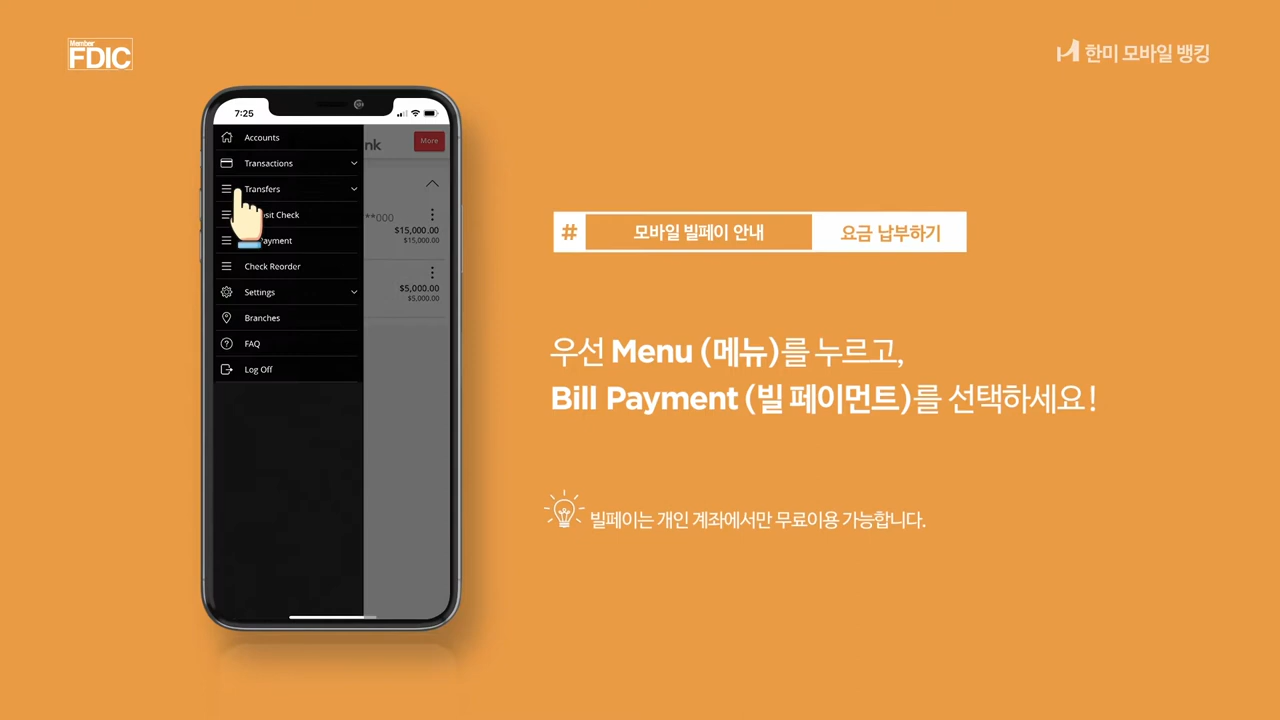 Member
FDIC
한미 모바일 뱅킹
7:25
Accounts
nk
More
Transactions
Transfers
sit Check
**000
$15,000.00
$15,000.00
ayment
Check Reorder
$5,000.00
$5,000.00
Settings
Branches
FAQ
Log Off
# 모바일 빌페이 안내 요금 납부하기
우선 Menu (메뉴)를 누르고,
Bill Payment (빌 페이먼트)를 선택하세요!
빌페이는 개인 계좌에서만 무료이용 가능합니다.